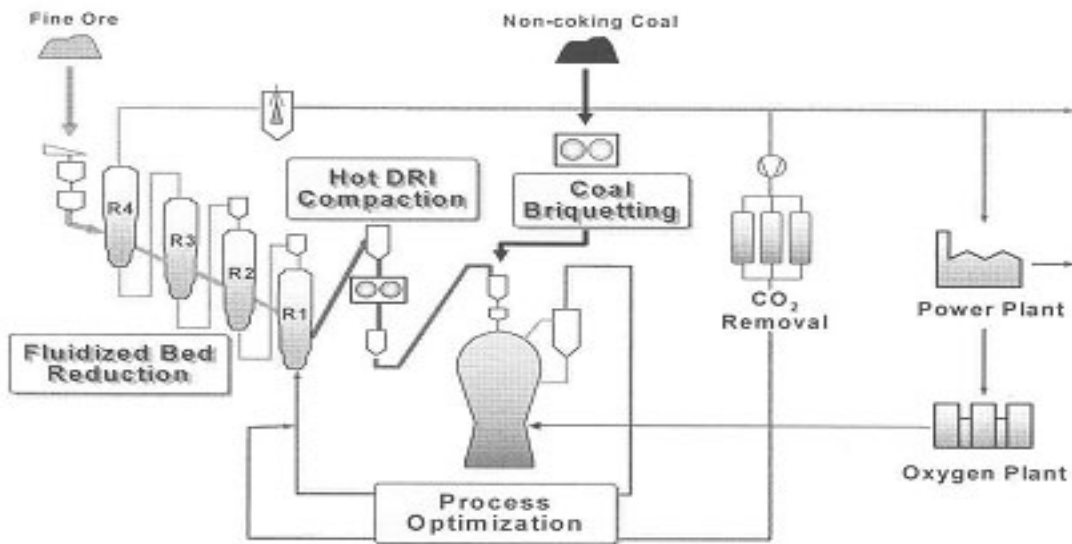 Fine Ore
Non-coking Coal
Hot DRI
Compaction
Coal
Briquetting
R4
R3
R2
R1
Fluidized Bed
Reduction
CO₂
Removal
Power Plant
Oxygen Plant
Process
Optimization